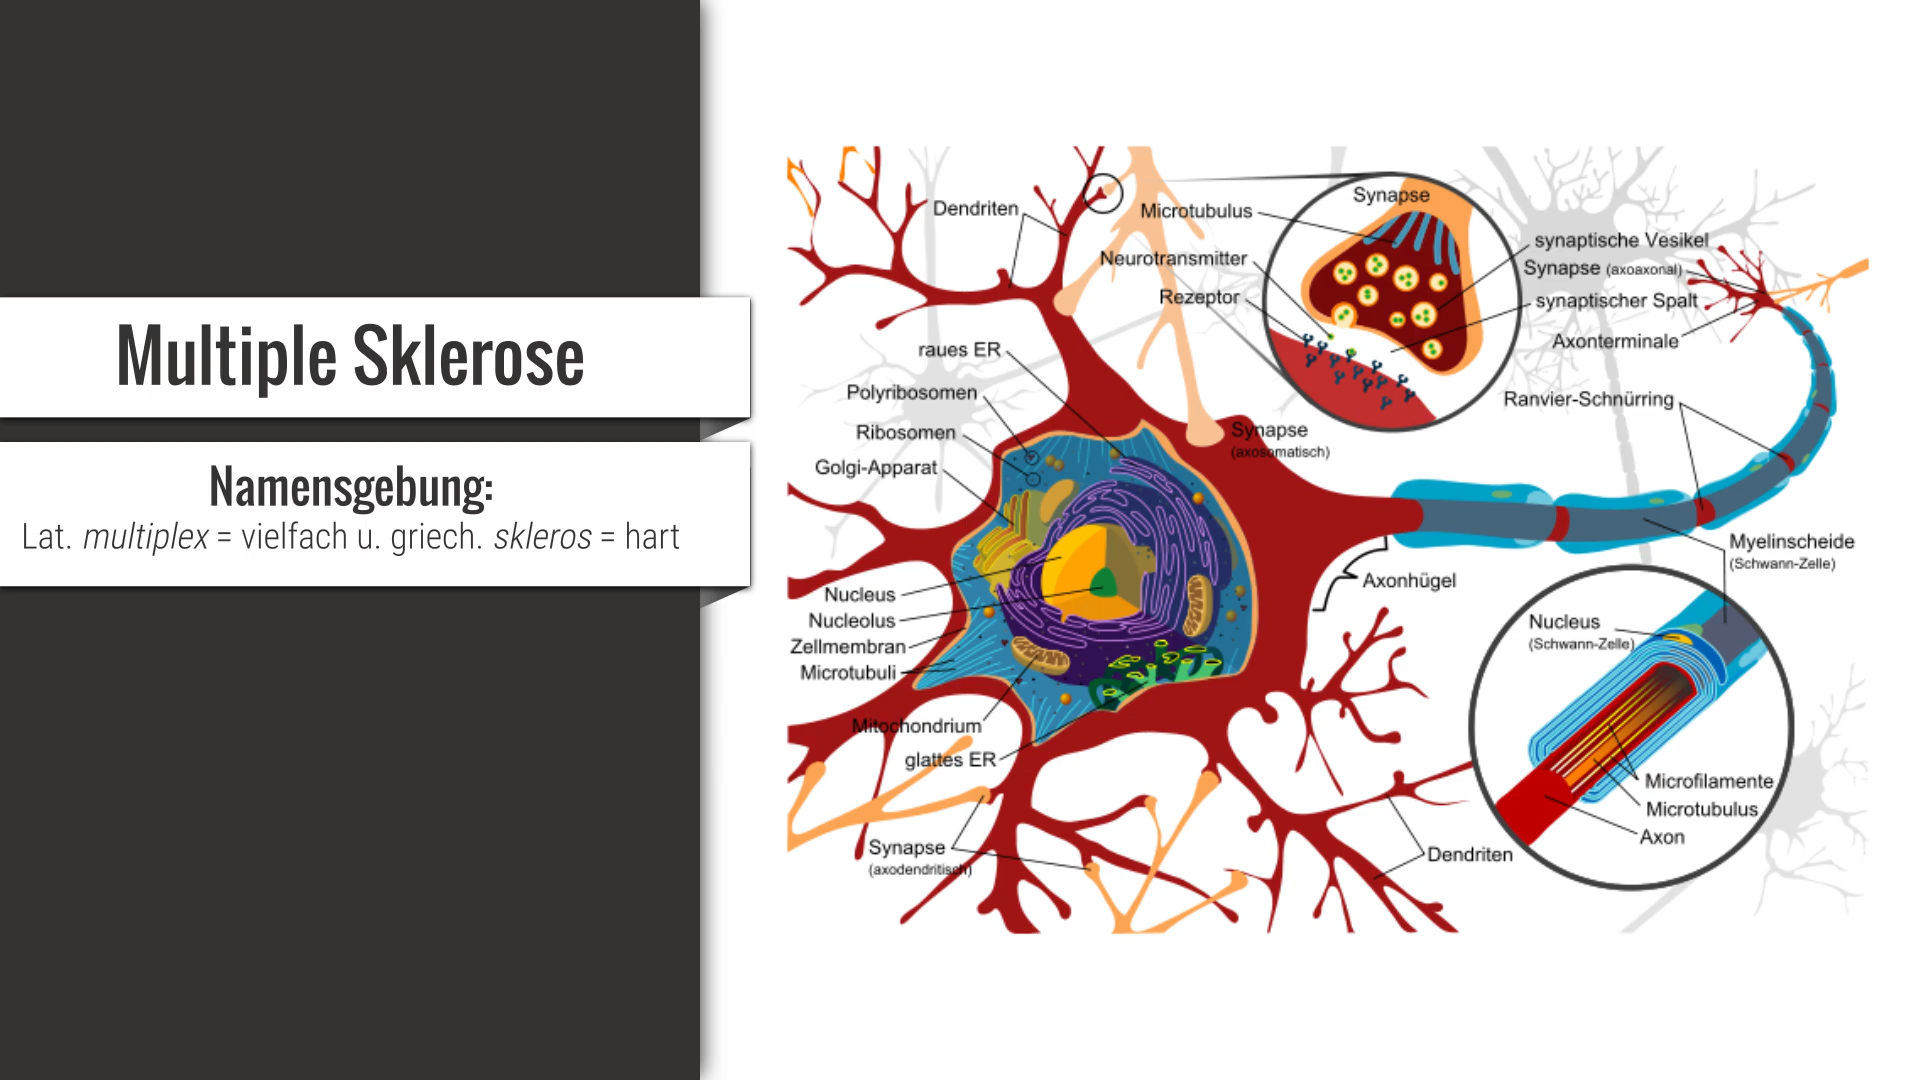 Multiple Sklerose
Namensgebung:
Lat. multiplex = vielfach u. griech. skleros = hart
Dendriten
Synapse
Microtubulus
Neurotransmitter
Rezeptor
synaptische Vesikel
Synapse (axoaxonal)
synaptischer Spalt
Axonterminale
raues ER
Polyribosomen
Ribosomen
Golgi-Apparat
Synapse
(axosomatisch)
Ranvier-Schnürring
Myelinscheide
(Schwann-Zelle)
Axonhügel
Nucleus
Nucleolus
Zellmembran
Microtubuli
Mitochondrium
glattes ER
Nucleus
(Schwann-Zelle)
Microfilamente
Microtubulus
Axon
Synapse
(axodendritisch)
Dendriten